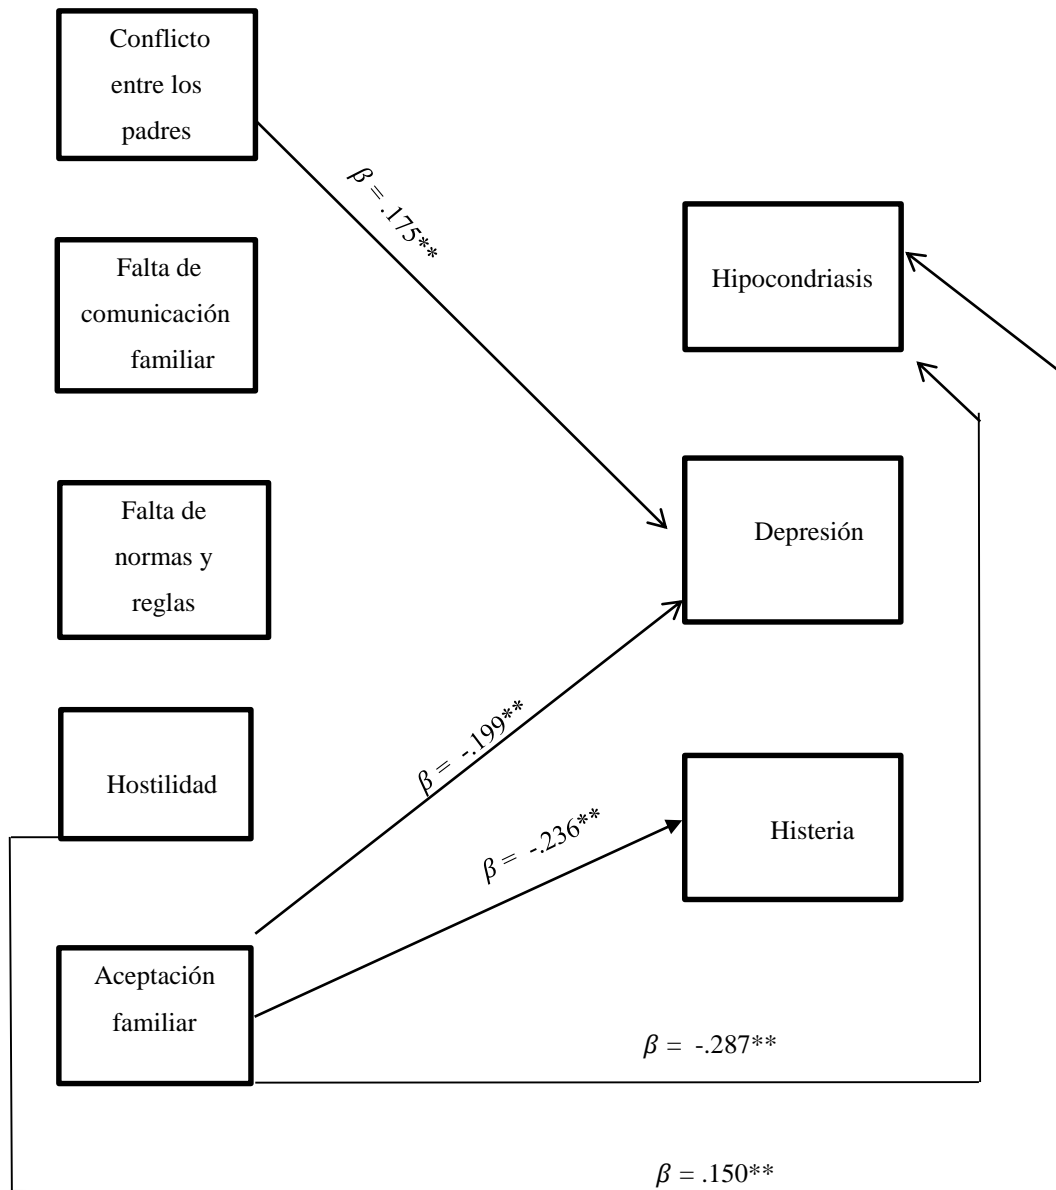 Conflicto
entre los
padres
β = .175**
Hipocondriasis
Falta de
comunicación
familiar
Falta de
normas y
reglas
Depresión
β = -.199**
Hostilidad
β = -.236**
Histeria
Aceptación
familiar
β = -.287**
β = .150**